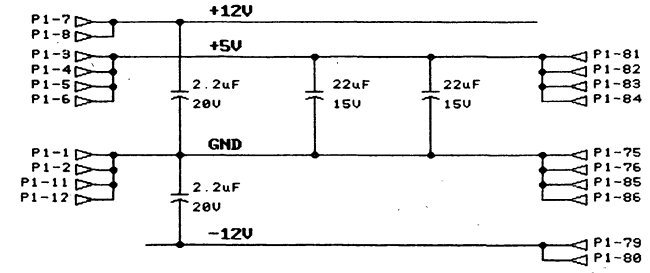 P1-7
+12V
P1-8
P1-3
+5V
P1-81
P1-4
P1-82
P1-5
2.2uF
22uF
22uF
P1-83
P1-6
20V
15V
15V
P1-84
P1-1
GND
P1-75
P1-2
P1-76
P1-11
2.2uF
P1-85
P1-12
20V
P1-86
-12V
P1-79
P1-80